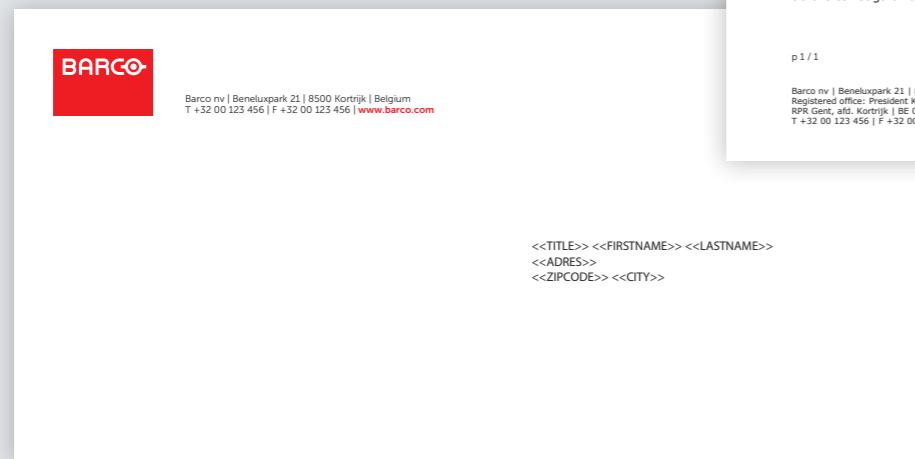 BARCO
Barco nv | Beneluxpark 21 | 8500 Kortrijk | Belgium
T +32 00 123 456 | F +32 00 123 456 | www.barco.com
<<TITLE>> <<FIRSTNAME>> <<LASTNAME>>
<<ADRES>>
<<ZIPCODE>> <<CITY>>
p 1 / 1
Barco nv | Beneluxpark 21 |
Registered office: President
RPR Gent, afd. Kortrijk | BE
T +32 00 123 456 | F +32